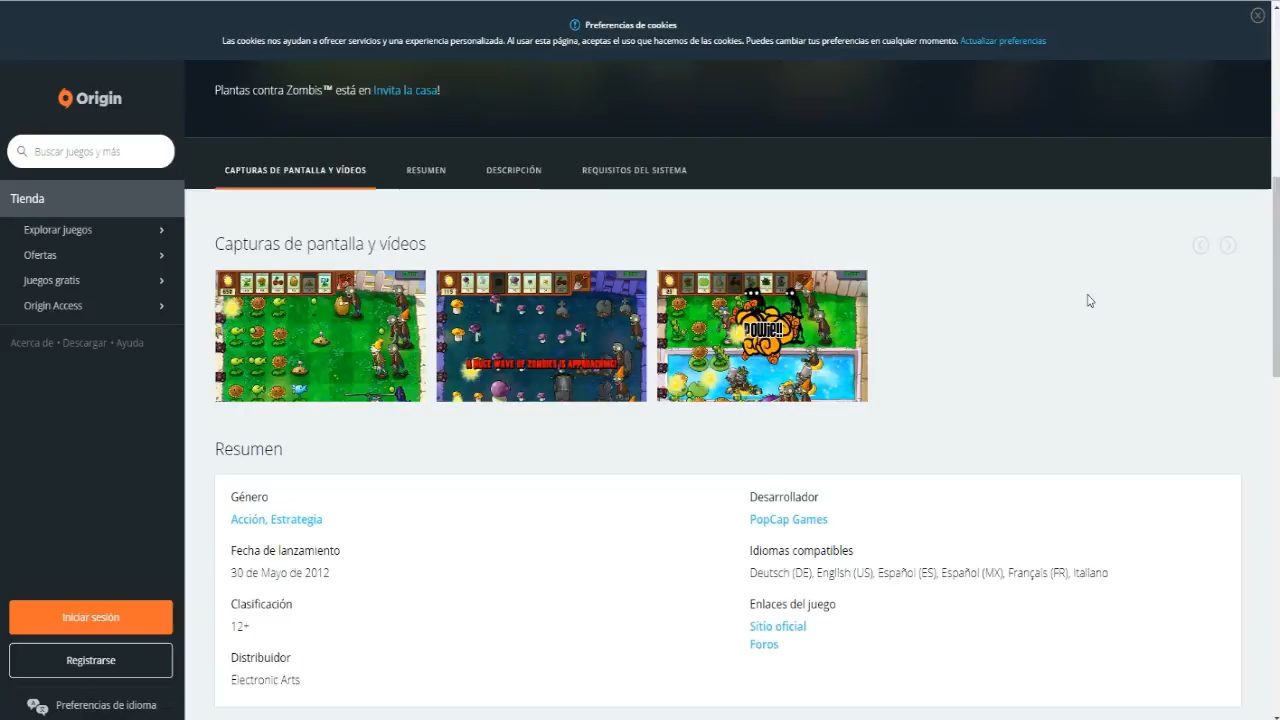 Preferencias de cookies
Las cookies nos ayudan a ofrecer servicios y una experiencia personalizada. Al usar esta página, aceptas el uso que hacemos de las cookies. Puedes cambiar tus preferencias en cualquier momento. Actualizar preferencias
Origin
Buscar juegos y más
Tienda
Explorar juegos
Ofertas
Juegos gratis
Origin Access
Acerca de • Descargar • Ayuda
Iniciar sesión
Registrarse
Preferencias de idioma
Plantas contra Zombis™ está en Invita la casa!
CAPTURAS DE PANTALLA Y VÍDEOS
RESUMEN
DESCRIPCIÓN
REQUISITOS DEL SISTEMA
Capturas de pantalla y vídeos
A HUGE WAVE OF ZOMBIES IS APPROACHING!
POWIE!!
Resumen
Género
Acción, Estrategia
Fecha de lanzamiento
30 de Mayo de 2012
Clasificación
12+
Distribuidor
Electronic Arts
Desarrollador
PopCap Games
Idiomas compatibles
Deutsch (DE), English (US), Español (ES), Español (MX), Français (FR), Italiano
Enlaces del juego
Sitio oficial
Foros